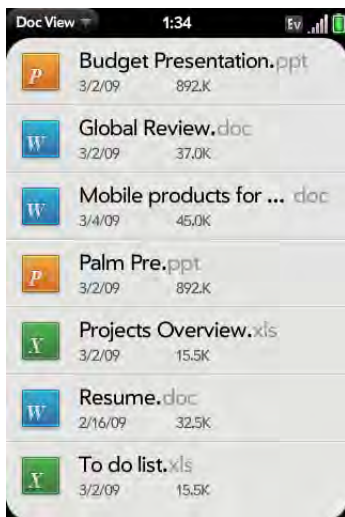 Doc View 1:34 Ev
P Budget Presentation.ppt
3/2/09 892.K
W Global Review.doc
3/2/09 37.0K
W Mobile products for ... doc
3/4/09 45.0K
P Palm Pre.ppt
3/2/09 892.K
X Projects Overview.xls
3/2/09 15.5K
W Resume.doc
2/16/09 32.5K
X To do list.xls
3/2/09 15.5K